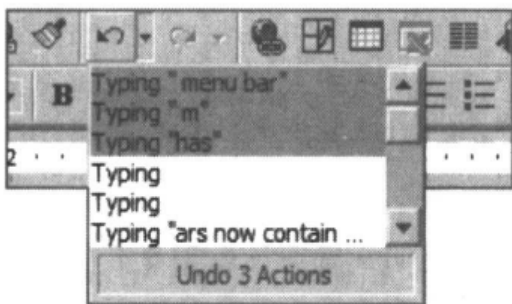 B
Typing " menu bar"
Typing "m"
Typing "has"
2
Typing
Typing
Typing "ars now contain ...
Undo 3 Actions